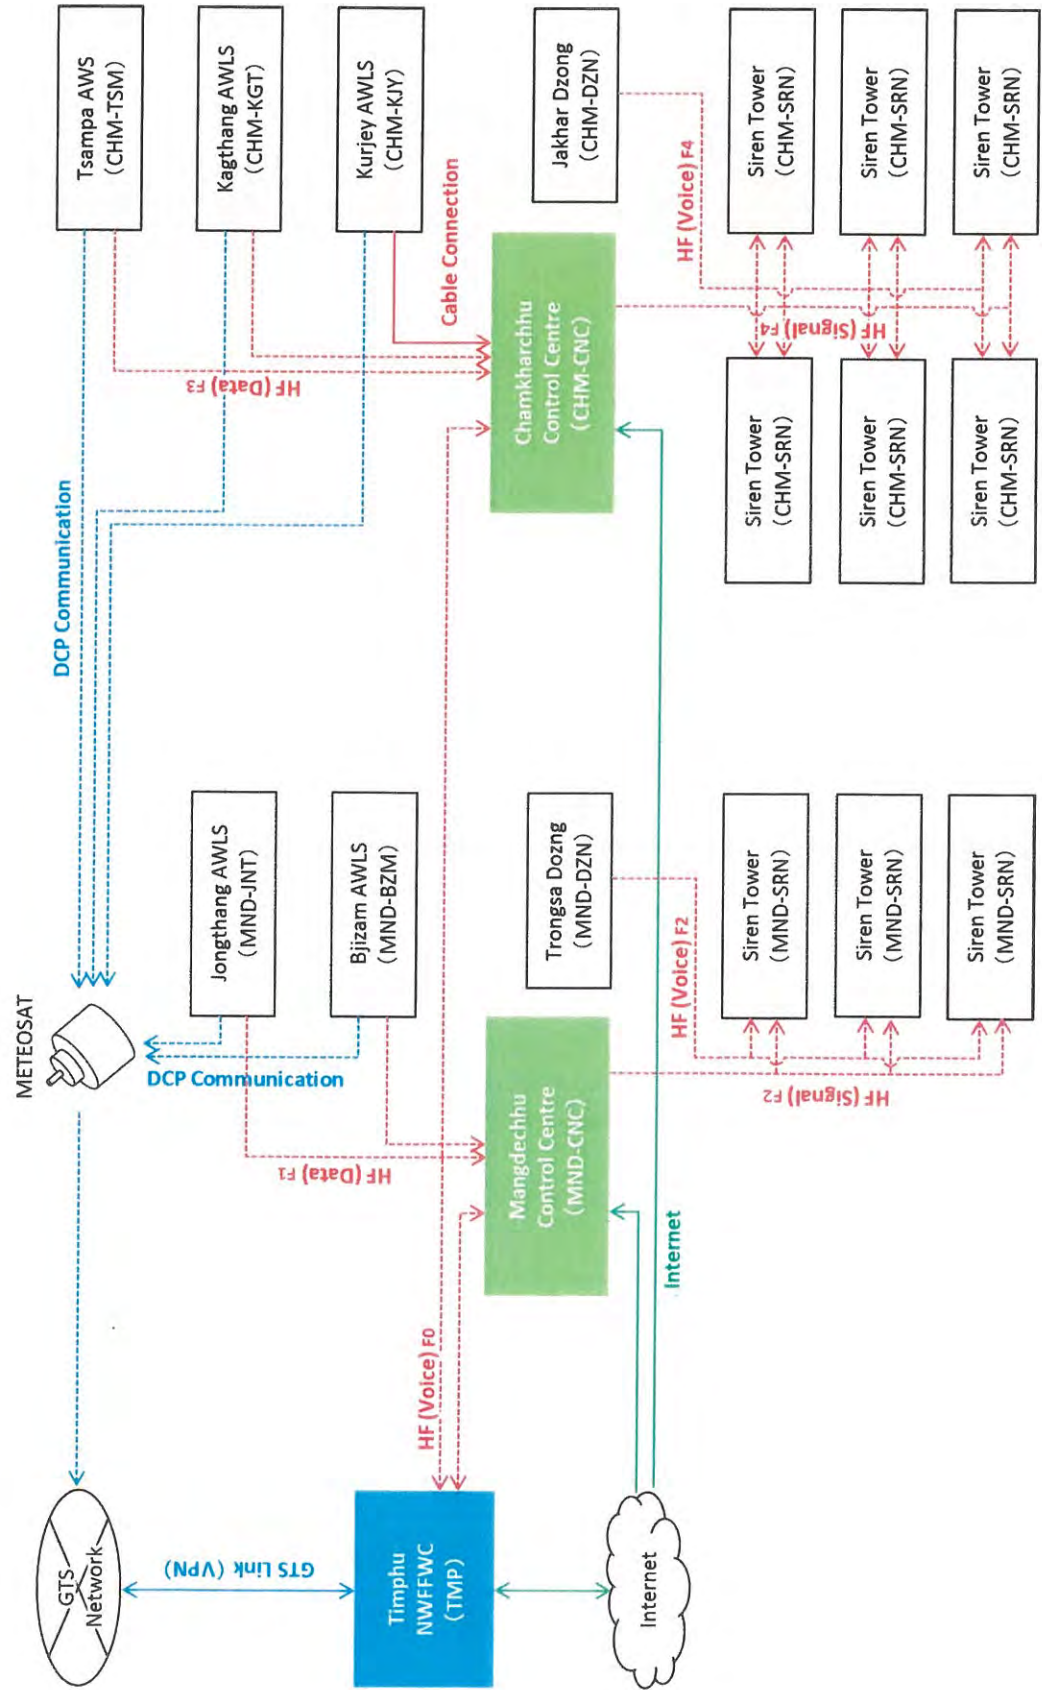 METEOSAT
DCP Communication
Tsampa AWS
（CHM-TSM）
Kagthang AWLS
（CHM-KGT）
Kurjey AWLS
（CHM-KJY）
Jongthang AWLS
（MND-JNT）
Bjizam AWLS
（MND-BZM）
DCP Communication
GTS
Network
GTS Link（VPN）
HF (Data) F1
HF (Data) F3
Cable Connection
HF (Voice) F0
Timphu
NWFFWC
（TMP）
Mangdechhu
Control Centre
（MND-CNC）
Chamkharchhu
Control Centre
（CHM-CNC）
Trongsa Dozng
（MND-DZN）
Jakhar Dzong
（CHM-DZN）
Internet
Internet
HF (Voice) F2
HF (Signal) F2
HF (Voice) F4
HF (Signal) F4
Siren Tower
（MND-SRN）
Siren Tower
（MND-SRN）
Siren Tower
（MND-SRN）
Siren Tower
（CHM-SRN）
Siren Tower
（CHM-SRN）
Siren Tower
（CHM-SRN）
Siren Tower
（CHM-SRN）
Siren Tower
（CHM-SRN）
Siren Tower
（CHM-SRN）